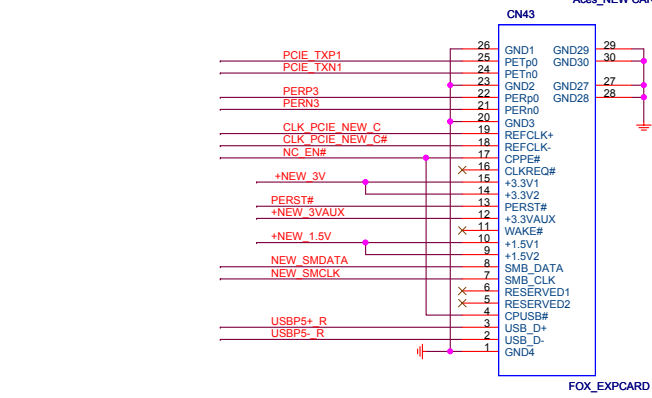 Aces_NEW CAR
CN43
26 GND1 GND29 29
PCIE_TXP1 25 PETp0 GND30 30
PCIE_TXN1 24 PETn0
23 GND2 GND27 27
PERP3 22 PERp0 GND28 28
PERN3 21 PERn0
20 GND3
CLK_PCIE_NEW_C 19 REFCLK+
CLK_PCIE_NEW_C# 18 REFCLK-
NC_EN# 17 CPPE#
16 CLKREQ#
+NEW_3V 15 +3.3V1
14 +3.3V2
PERST# 13 PERST#
+NEW_3VAUX 12 +3.3VAUX
11 WAKE#
+NEW_1.5V 10 +1.5V1
9 +1.5V2
NEW_SMDATA 8 SMB_DATA
NEW_SMCLK 7 SMB_CLK
6 RESERVED1
5 RESERVED2
4 CPUSB#
USBP5+_R 3 USB_D+
USBP5-_R 2 USB_D-
1 GND4
FOX_EXPCARD